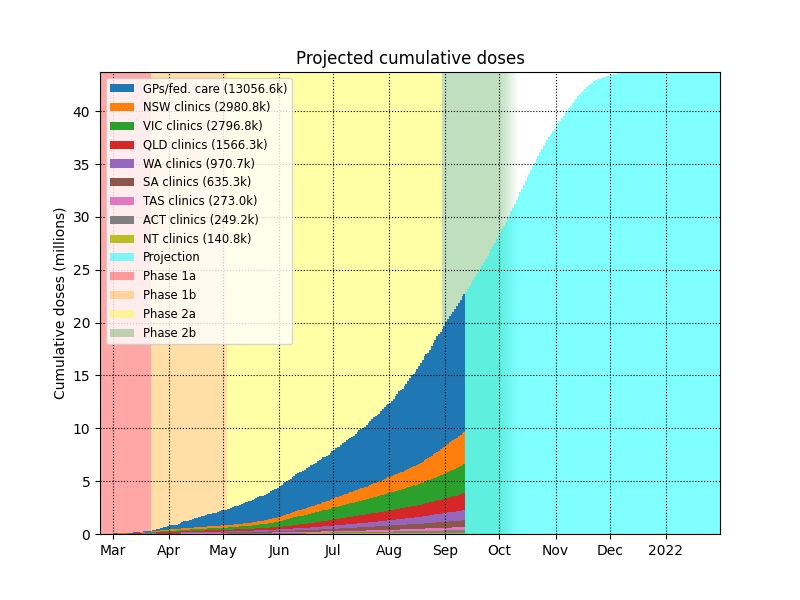 Projected cumulative doses
Cumulative doses (millions)
40
35
30
25
20
15
10
5
0
GPs/fed. care (13056.6k)
NSW clinics (2980.8k)
VIC clinics (2796.8k)
QLD clinics (1566.3k)
WA clinics (970.7k)
SA clinics (635.3k)
TAS clinics (273.0k)
ACT clinics (249.2k)
NT clinics (140.8k)
Projection
Phase 1a
Phase 1b
Phase 2a
Phase 2b
Mar Apr May Jun Jul Aug Sep Oct Nov Dec 2022